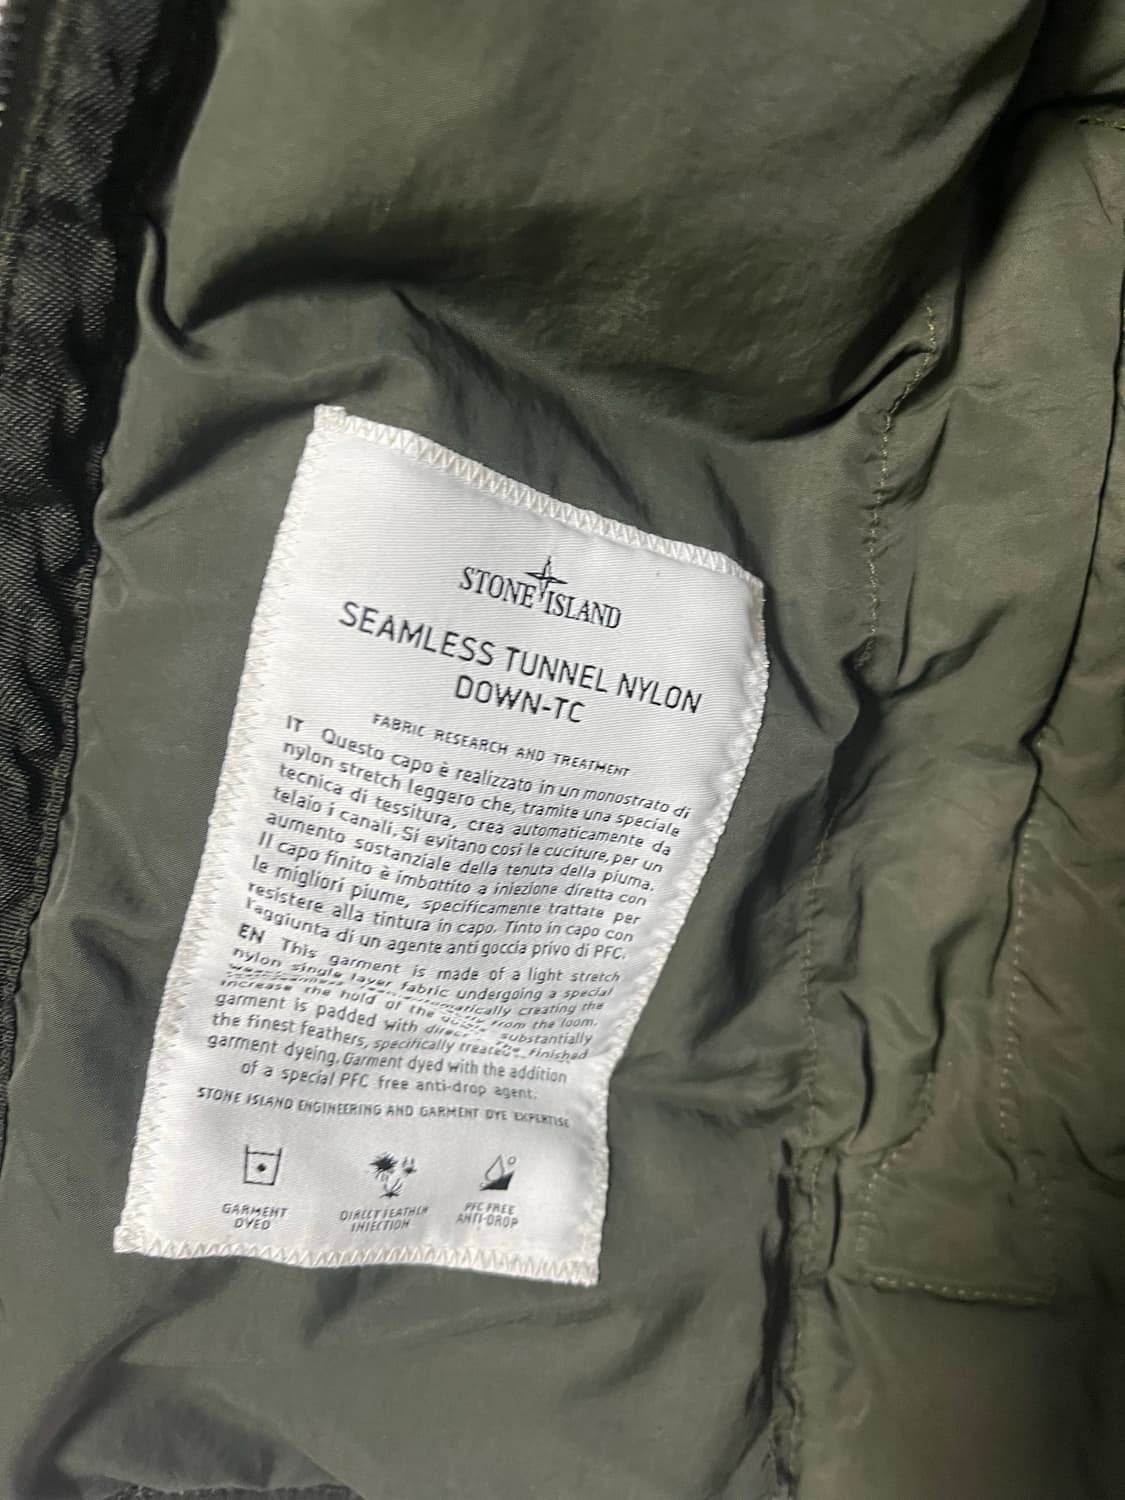 STONE ISLAND
SEAMLESS TUNNEL NYLON
DOWN-TC
FABRIC RESEARCH AND TREATMENT
IT Questo capo è realizzato in un monostrato di
nylon stretch leggero che, tramite una speciale
tecnica di tessitura, crea automaticamente da
telaio i canali. Si evitano così le cuciture, per un
aumento sostanziale della tenuta della piuma.
Il capo finito è imbottito a iniezione diretta con
le migliori piume, specificamente trattate per
resistere alla tintura in capo. Tinto in capo con
l'aggiunta di un agente anti goccia privo di PFC.
EN This garment is made of a light stretch
nylon single layer fabric undergoing a special
creating the
from the loom,
increase the hold of the substantially
garment is padded with The finished
the finest feathers, specifically treated
garment dyeing. Garment dyed with the addition
of a special PFC free anti-drop agent.
STONE ISLAND ENGINEERING AND GARMENT DYE EXPERTISE
GARMENT
DYED
DIRECT FEATHER
INJECTION
PFC FREE
ANTI-DROP